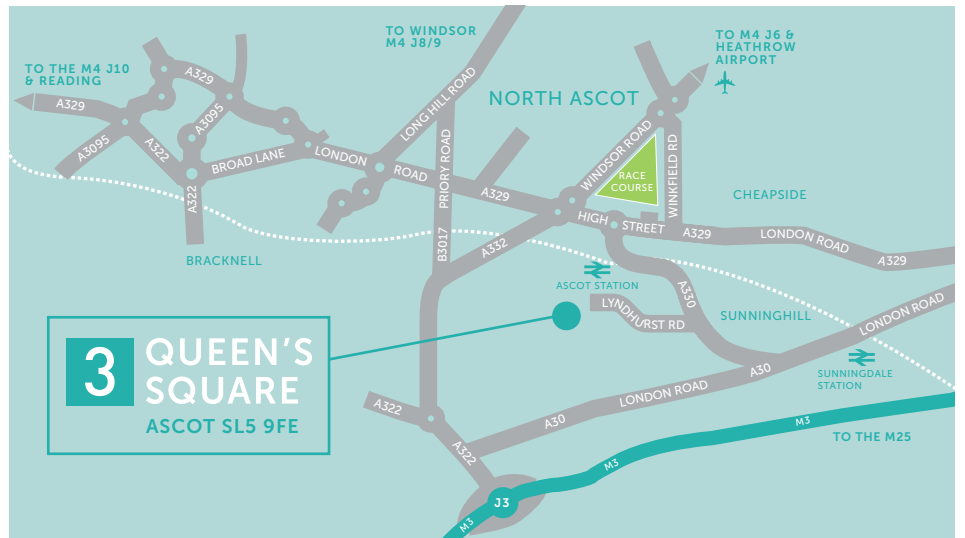 TO WINDSOR
M4 J8/9
TO M4 J6 &
HEATHROW
AIRPORT
TO THE M4 J10
& READING
A329
A329
A3095
A3095
A322
A322
BROAD LANE
LONDON
ROAD
LONG HILL ROAD
PRIORY ROAD
B3017
NORTH ASCOT
A329
WINDSOR ROAD
RACE
COURSE
WINKFIELD RD
CHEAPSIDE
HIGH
STREET
A329
LONDON ROAD
A329
A332
BRACKNELL
ASCOT STATION
A330
LYNDHURST RD
SUNNINGHILL
LONDON ROAD
SUNNINGDALE
STATION
3
QUEEN'S
SQUARE
ASCOT SL5 9FE
A322
A322
A30
LONDON ROAD
A30
M3
TO THE M25
M3
J3
M3